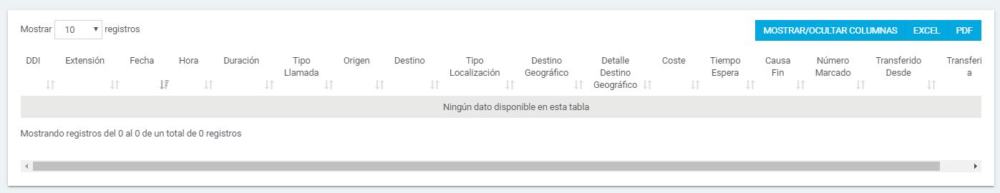 Mostrar 10 registros
MOSTRAR/OCULTAR COLUMNAS EXCEL PDF
DDI Extensión Fecha Hora Duración Tipo Llamada Origen Destino Tipo Localización Destino Geográfico Detalle Destino Geográfico Coste Tiempo Espera Causa Fin Número Marcado Transferido Desde Transferi a
Ningún dato disponible en esta tabla
Mostrando registros del 0 al 0 de un total de 0 registros